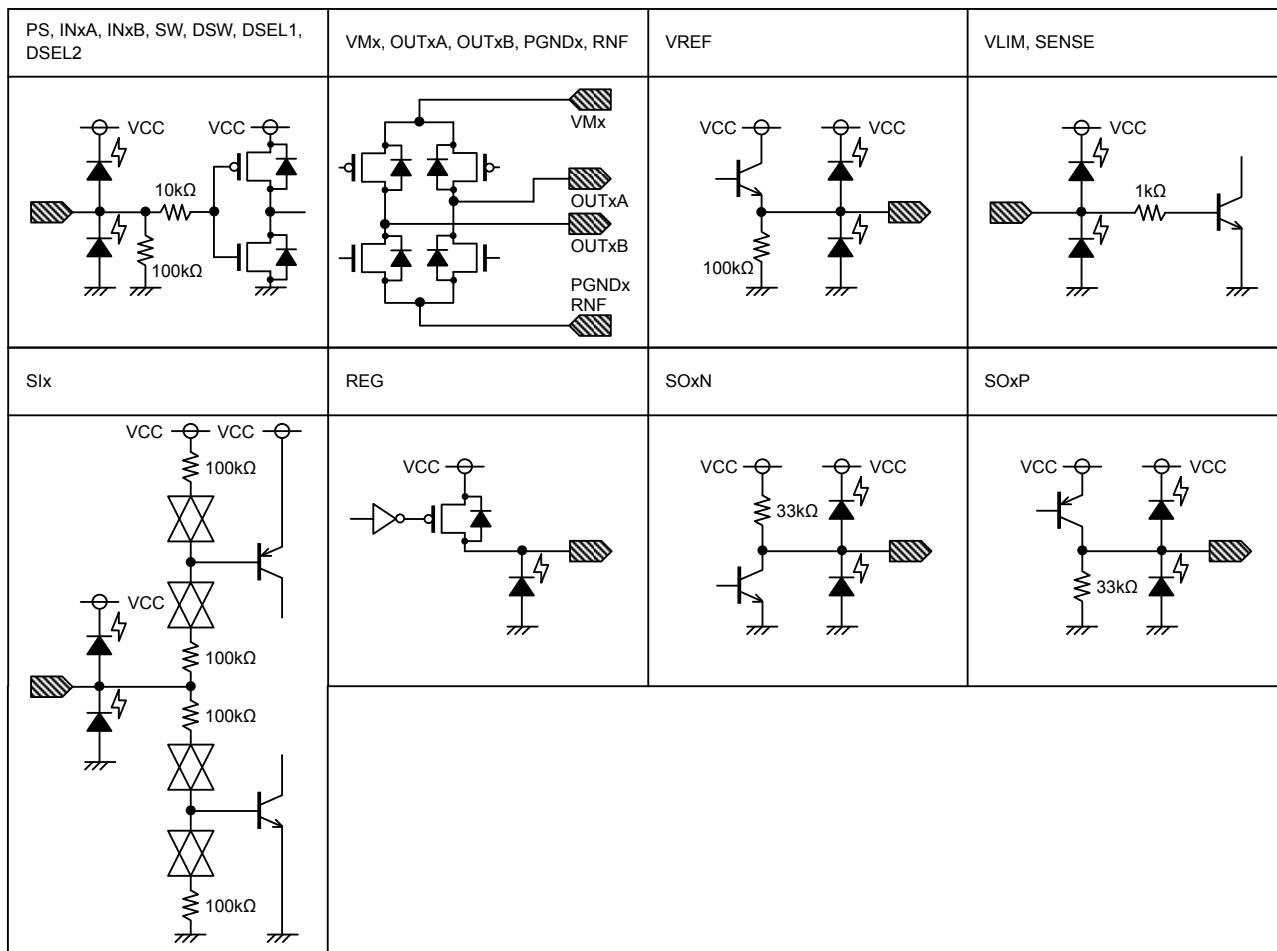 PS, INxA, INxB, SW, DSW, DSEL1,
DSEL2
VMx, OUTxA, OUTxB, PGNDx, RNF
VREF
VLIM, SENSE
VCC
VCC
10kΩ
100kΩ
VMx
OUTxA
OUTxB
PGNDx
RNF
VCC
VCC
100kΩ
VCC
1kΩ
SIx
REG
SOxN
SOxP
VCC
VCC
100kΩ
VCC
100kΩ
100kΩ
100kΩ
VCC
VCC
VCC
33kΩ
VCC
VCC
33kΩ